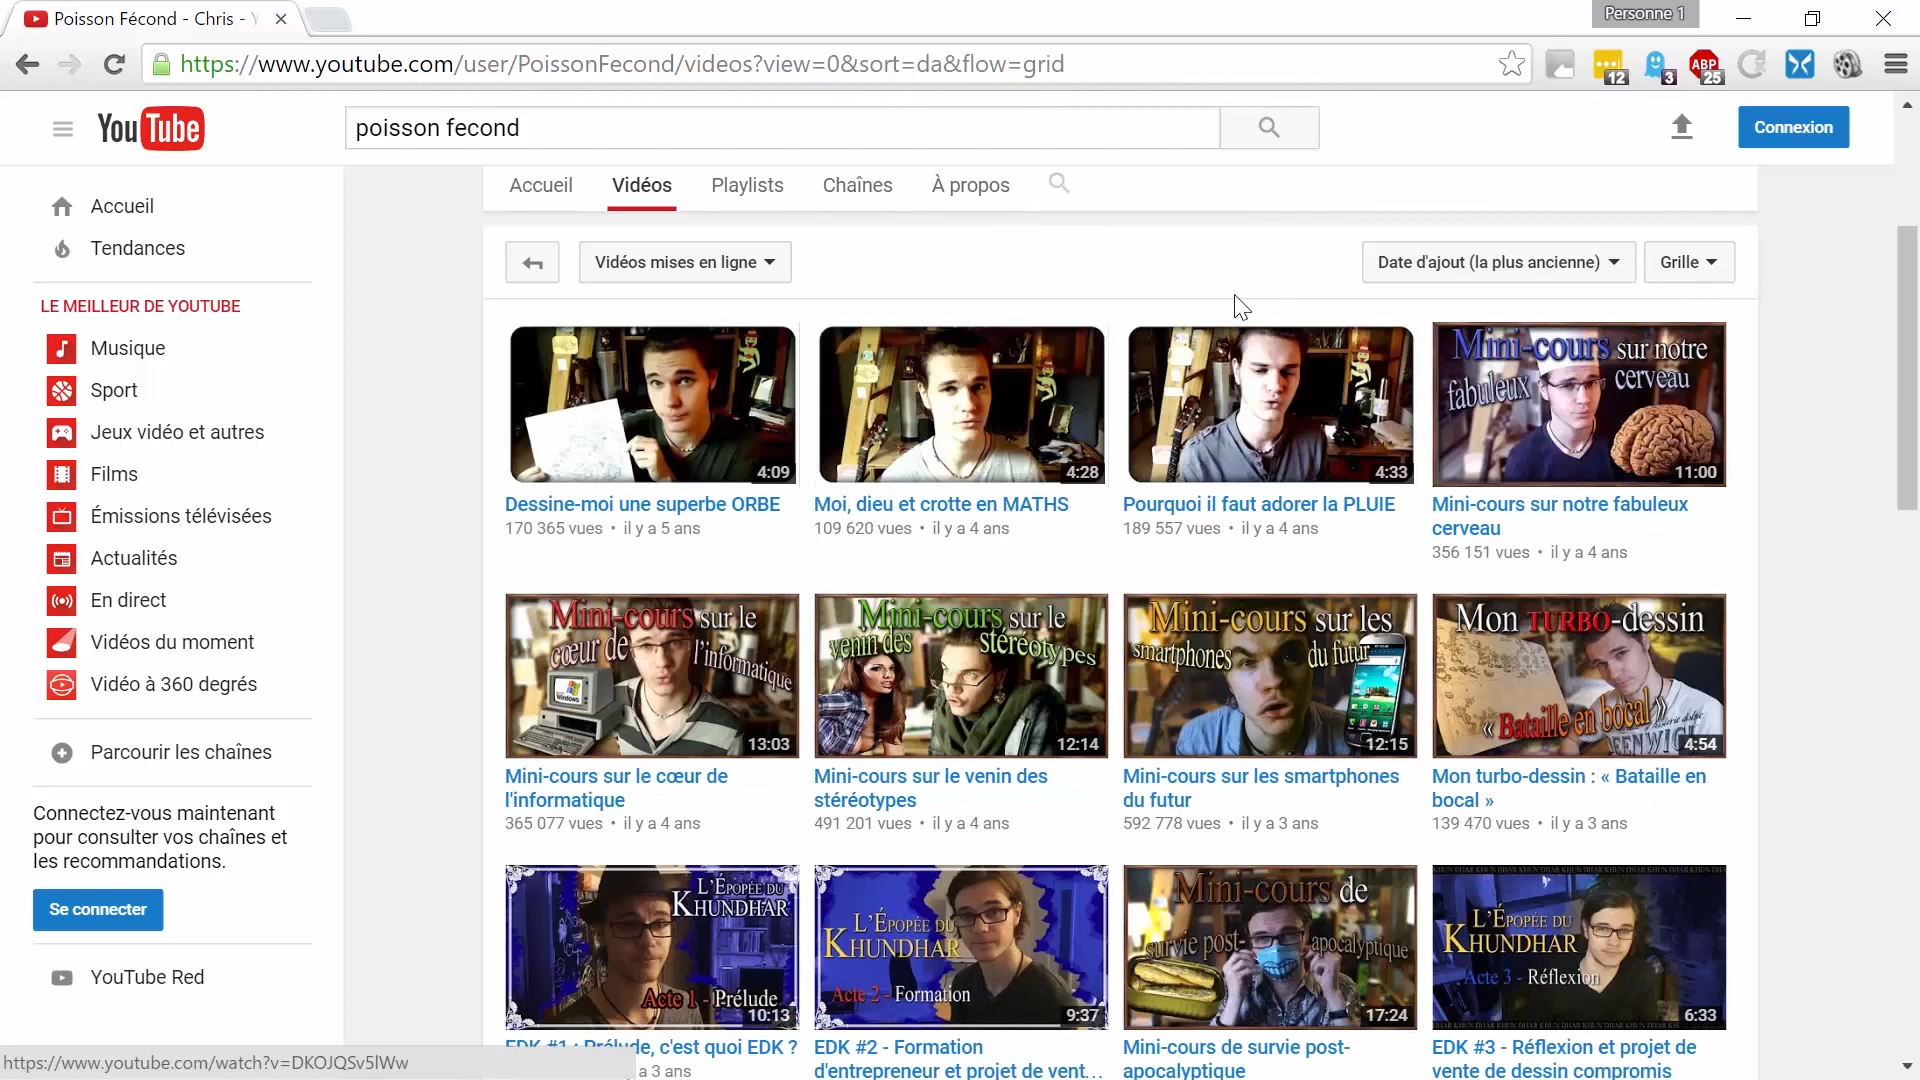 Poisson Fécond - Chris - Y
Personne 1
https://www.youtube.com/user/PoissonFecond/videos?view=0&sort=da&flow=grid
12
3
ABP
25
YouTube
poisson fecond
Connexion
Accueil
Tendances
LE MEILLEUR DE YOUTUBE
Musique
Sport
Jeux vidéo et autres
Films
Émissions télévisées
Actualités
En direct
Vidéos du moment
Vidéo à 360 degrés
Parcourir les chaînes
Connectez-vous maintenant
pour consulter vos chaînes et
les recommandations.
Se connecter
YouTube Red
Accueil Vidéos Playlists Chaînes À propos
Vidéos mises en ligne
Date d'ajout (la plus ancienne)
Grille
4:09
Dessine-moi une superbe ORBE
170 365 vues • il y a 5 ans
4:28
Moi, dieu et crotte en MATHS
109 620 vues • il y a 4 ans
4:33
Pourquoi il faut adorer la PLUIE
189 557 vues • il y a 4 ans
Mini-cours sur notre
fabuleux cerveau
11:00
Mini-cours sur notre fabuleux
cerveau
356 151 vues • il y a 4 ans
Mini-cours sur le
cœur de l'informatique
Windows
13:03
Mini-cours sur le cœur de
l'informatique
365 077 vues • il y a 4 ans
Mini-cours sur le
venin des stéréotypes
12:14
Mini-cours sur le venin des
stéréotypes
491 201 vues • il y a 4 ans
Mini-cours sur les
smartphones du futur
12:15
Mini-cours sur les smartphones
du futur
592 778 vues • il y a 3 ans
Mon TURBO-dessin
« Bataille en bocal »
4:54
Mon turbo-dessin : « Bataille en
bocal »
139 470 vues • il y a 3 ans
L'ÉPOPÉE DU
KHUNDHAR
Acte 1 - Prélude
10:13
EDK #1 : Prélude, c'est quoi EDK ?
a 3 ans
L'ÉPOPÉE DU
KHUNDHAR
Acte 2 - Formation
9:37
EDK #2 - Formation
d'entrepreneur et projet de vent...
Mini-cours de
survie post-apocalyptique
17:24
Mini-cours de survie post-
apocalyptique
L'ÉPOPÉE DU
KHUNDHAR
Acte 3 - Réflexion
6:33
EDK #3 - Réflexion et projet de
vente de dessin compromis
https://www.youtube.com/watch?v=DKOJQSv5lWw